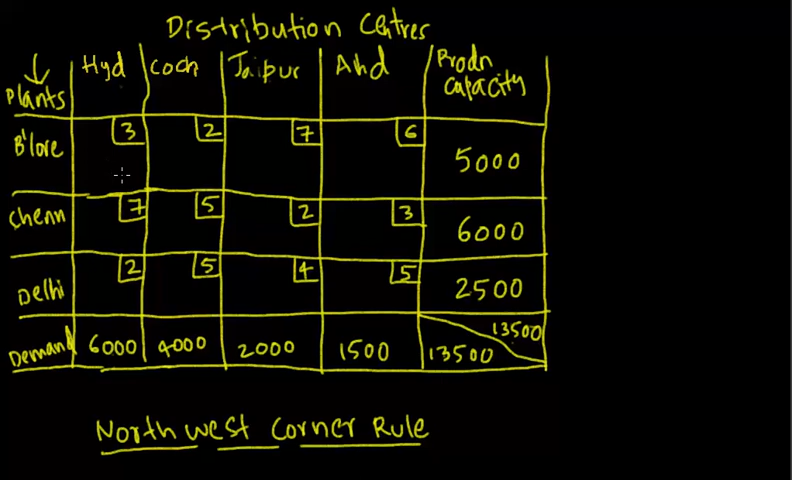 Distribution Centres
Plants Hyd Coch Jaipur Ahd Prodn capacity
B'lore 3 2 7 6 5000
Chenn 7 5 2 3 6000
Delhi 2 5 4 5 2500
Demand 6000 4000 2000 1500 13500 13500
Northwest Corner Rule